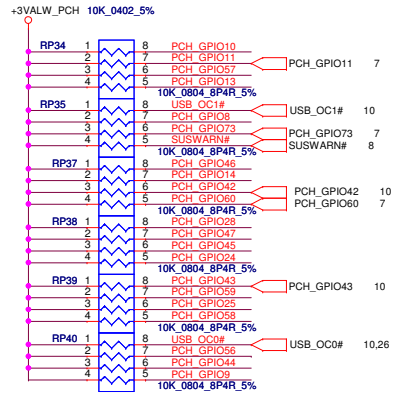 +3VALW_PCH 10K_0402_5%
RP34 1 8 PCH_GPIO10
2 7 PCH_GPIO11 PCH_GPIO11 7
3 6 PCH_GPIO57
4 5 PCH_GPIO13
10K_0804_8P4R_5%
RP35 1 8 USB_OC1# USB_OC1# 10
2 7 PCH_GPIO8
3 6 PCH_GPIO73 PCH_GPIO73 7
4 5 SUSWARN# SUSWARN# 8
10K_0804_8P4R_5%
RP37 1 8 PCH_GPIO46
2 7 PCH_GPIO14
3 6 PCH_GPIO42 PCH_GPIO42 10
4 5 PCH_GPIO60 PCH_GPIO60 7
10K_0804_8P4R_5%
RP38 1 8 PCH_GPIO28
2 7 PCH_GPIO47
3 6 PCH_GPIO45
4 5 PCH_GPIO24
10K_0804_8P4R_5%
RP39 1 8 PCH_GPIO43 PCH_GPIO43 10
2 7 PCH_GPIO59
3 6 PCH_GPIO25
4 5 PCH_GPIO58
10K_0804_8P4R_5%
RP40 1 8 USB_OC0# USB_OC0# 10,26
2 7 PCH_GPIO56
3 6 PCH_GPIO44
4 5 PCH_GPIO9
10K_0804_8P4R_5%